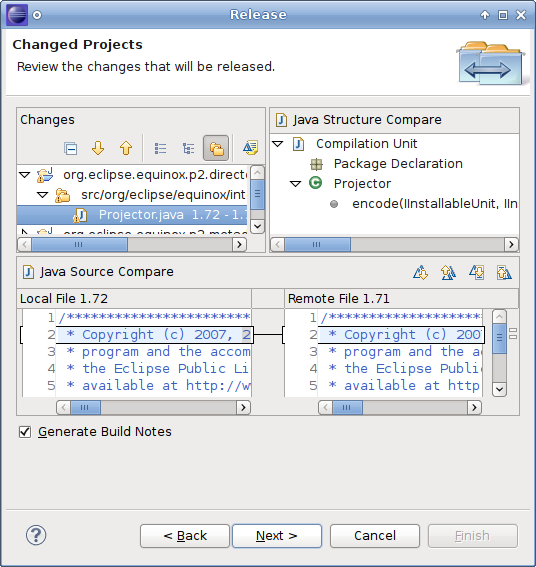 Release
Changed Projects
Review the changes that will be released.
Changes
org.eclipse.equinox.p2.direct
src/org/eclipse/equinox/int
Projector.java 1.72 - 1.7
org.eclipse.equinox.p2.metad
Java Structure Compare
Compilation Unit
Package Declaration
Projector
encode(IInstallableUnit, IIn
Java Source Compare
Local File 1.72
Remote File 1.71
1 /***********************
2 * Copyright (c) 2007, 2
3 * program and the accom
4 * the Eclipse Public Li
5 * available at http://w
1 /********************
2 * Copyright (c) 200
3 * program and the ac
4 * the Eclipse Public
5 * available at http
Generate Build Notes
< Back
Next >
Cancel
Finish